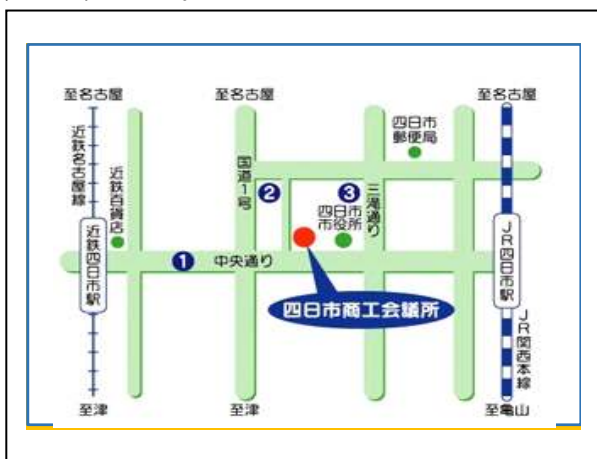 至名古屋
至名古屋
至名古屋
近鉄名古屋線
近鉄百貨店
国道1号
三滝通り
四日市
郵便局
2
3
四日市
市役所
近鉄四日市駅
JR四日市駅
1
中央通り
四日市商工会議所
JR関西本線
至津
至津
至亀山